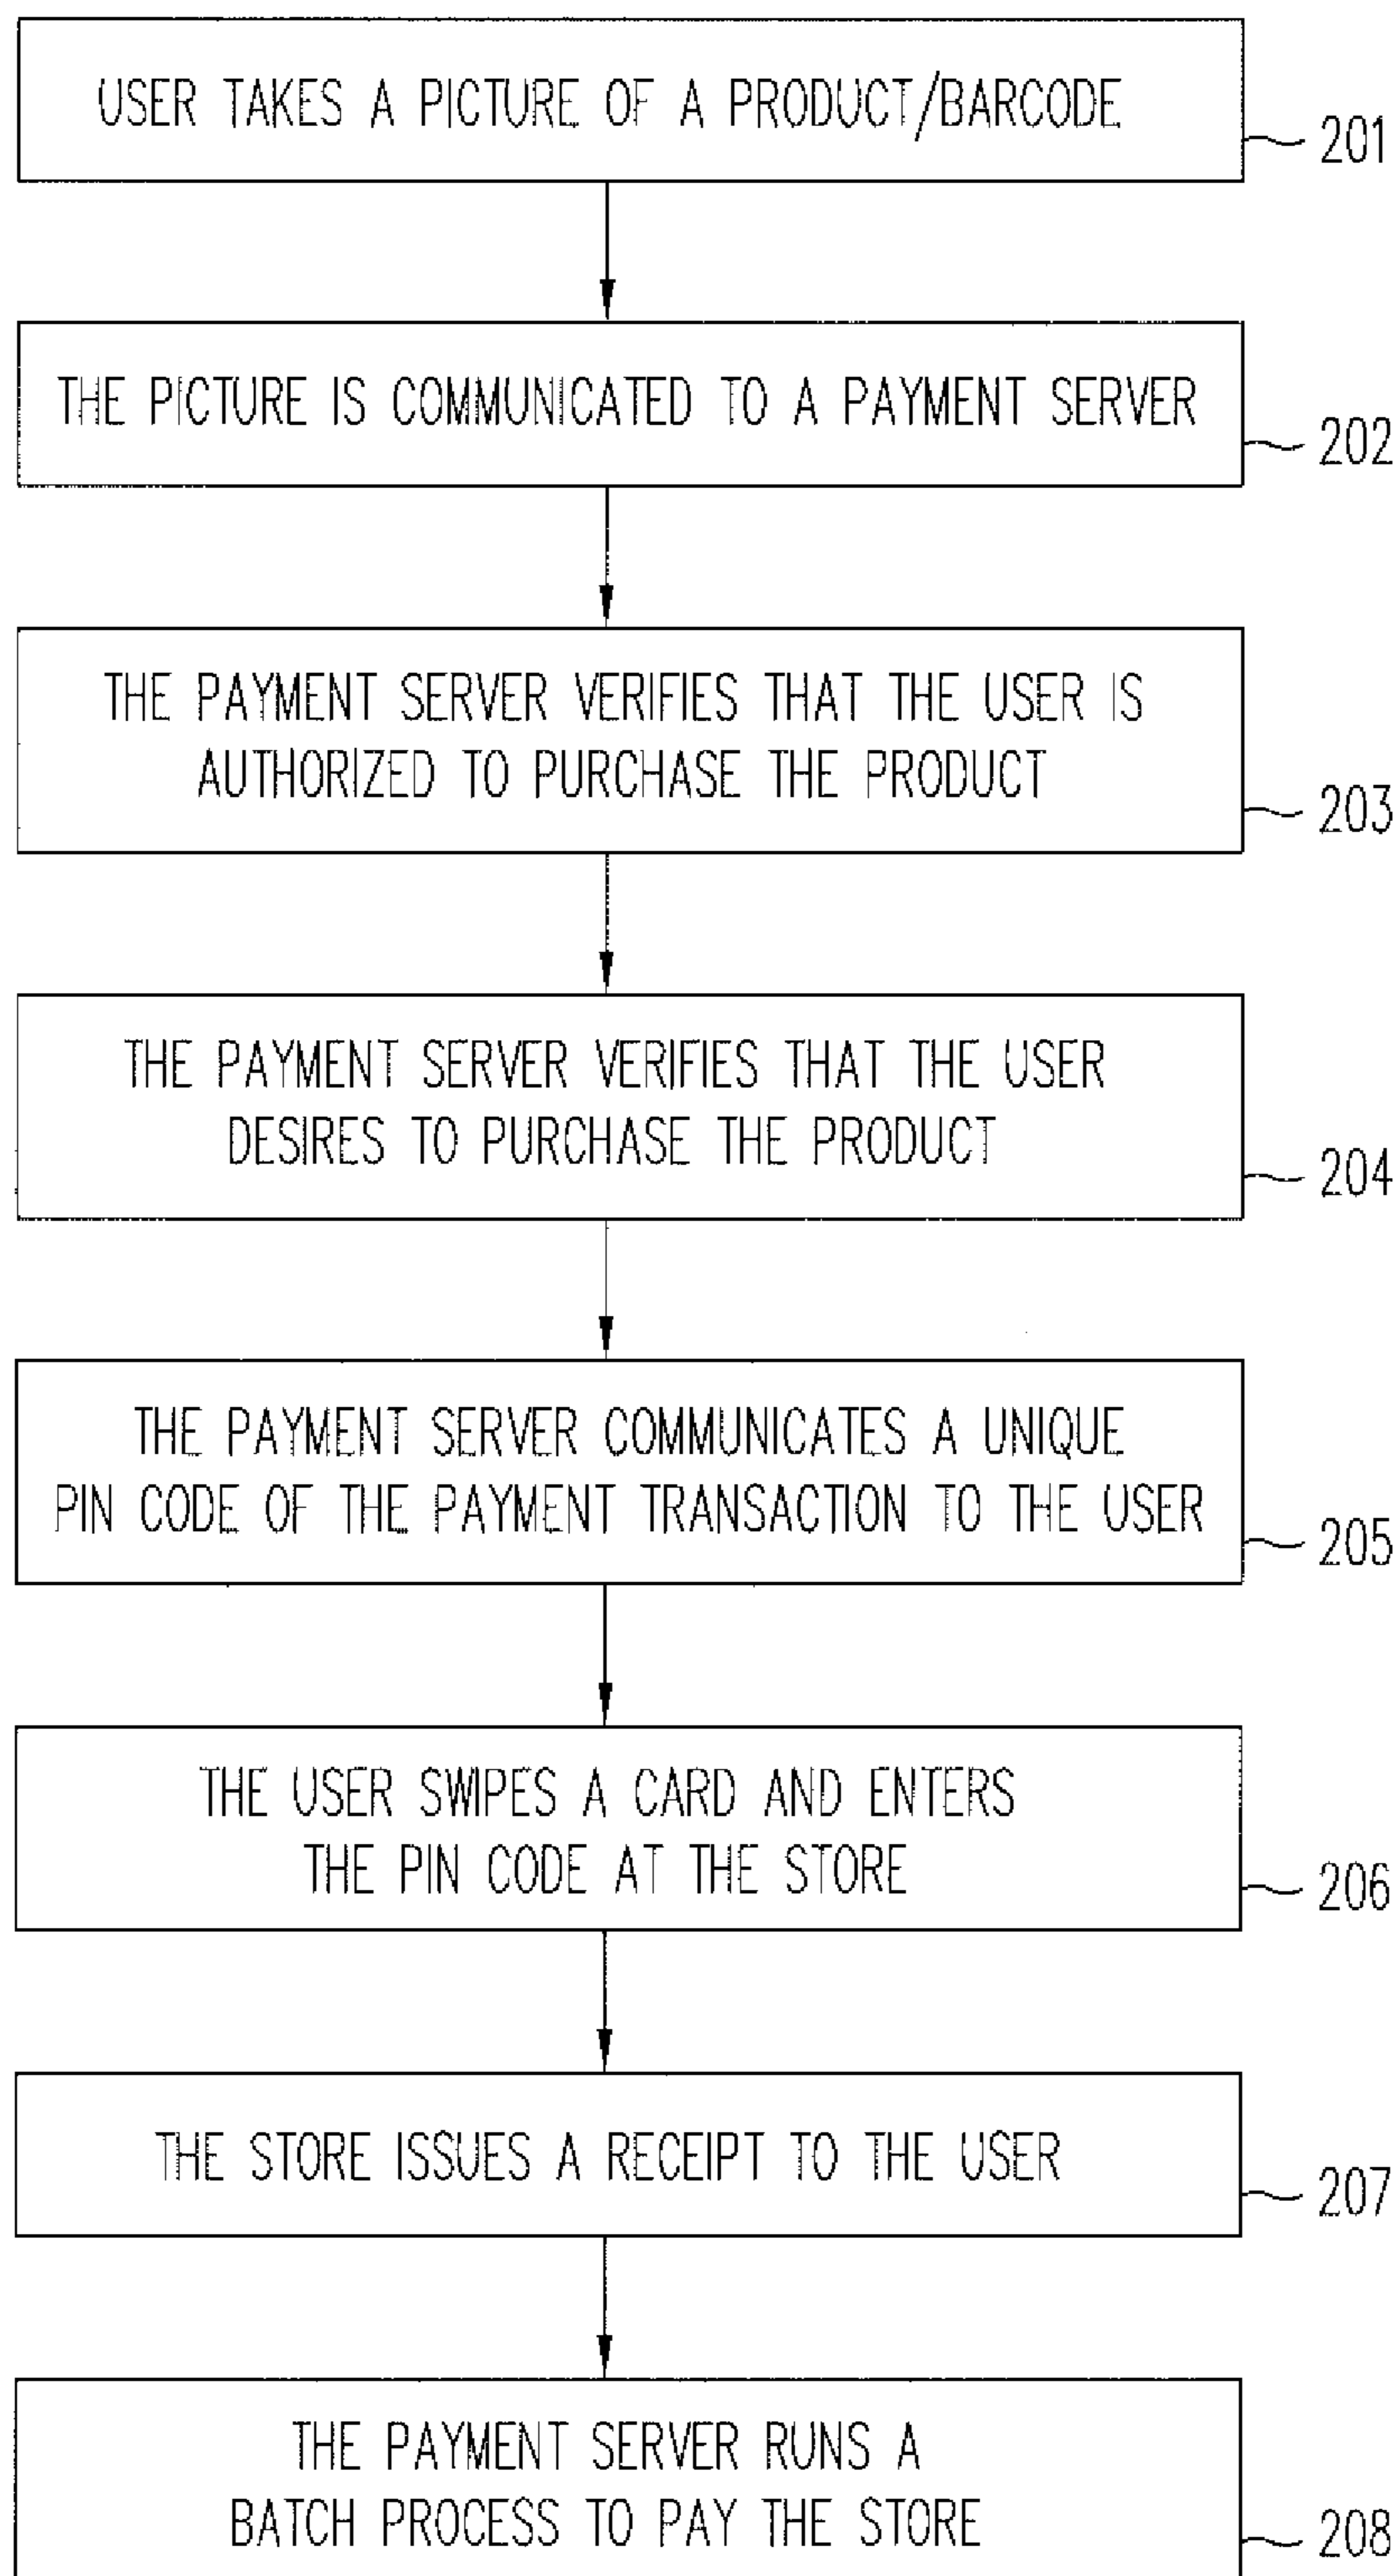 USER TAKES A PICTURE OF A PRODUCT/BARCODE
201
THE PICTURE IS COMMUNICATED TO A PAYMENT SERVER
202
THE PAYMENT SERVER VERIFIES THAT THE USER IS
AUTHORIZED TO PURCHASE THE PRODUCT
203
THE PAYMENT SERVER VERIFIES THAT THE USER
DESIRES TO PURCHASE THE PRODUCT
204
THE PAYMENT SERVER COMMUNICATES A UNIQUE
PIN CODE OF THE PAYMENT TRANSACTION TO THE USER
205
THE USER SWIPES A CARD AND ENTERS
THE PIN CODE AT THE STORE
206
THE STORE ISSUES A RECEIPT TO THE USER
207
THE PAYMENT SERVER RUNS A
BATCH PROCESS TO PAY THE STORE
208